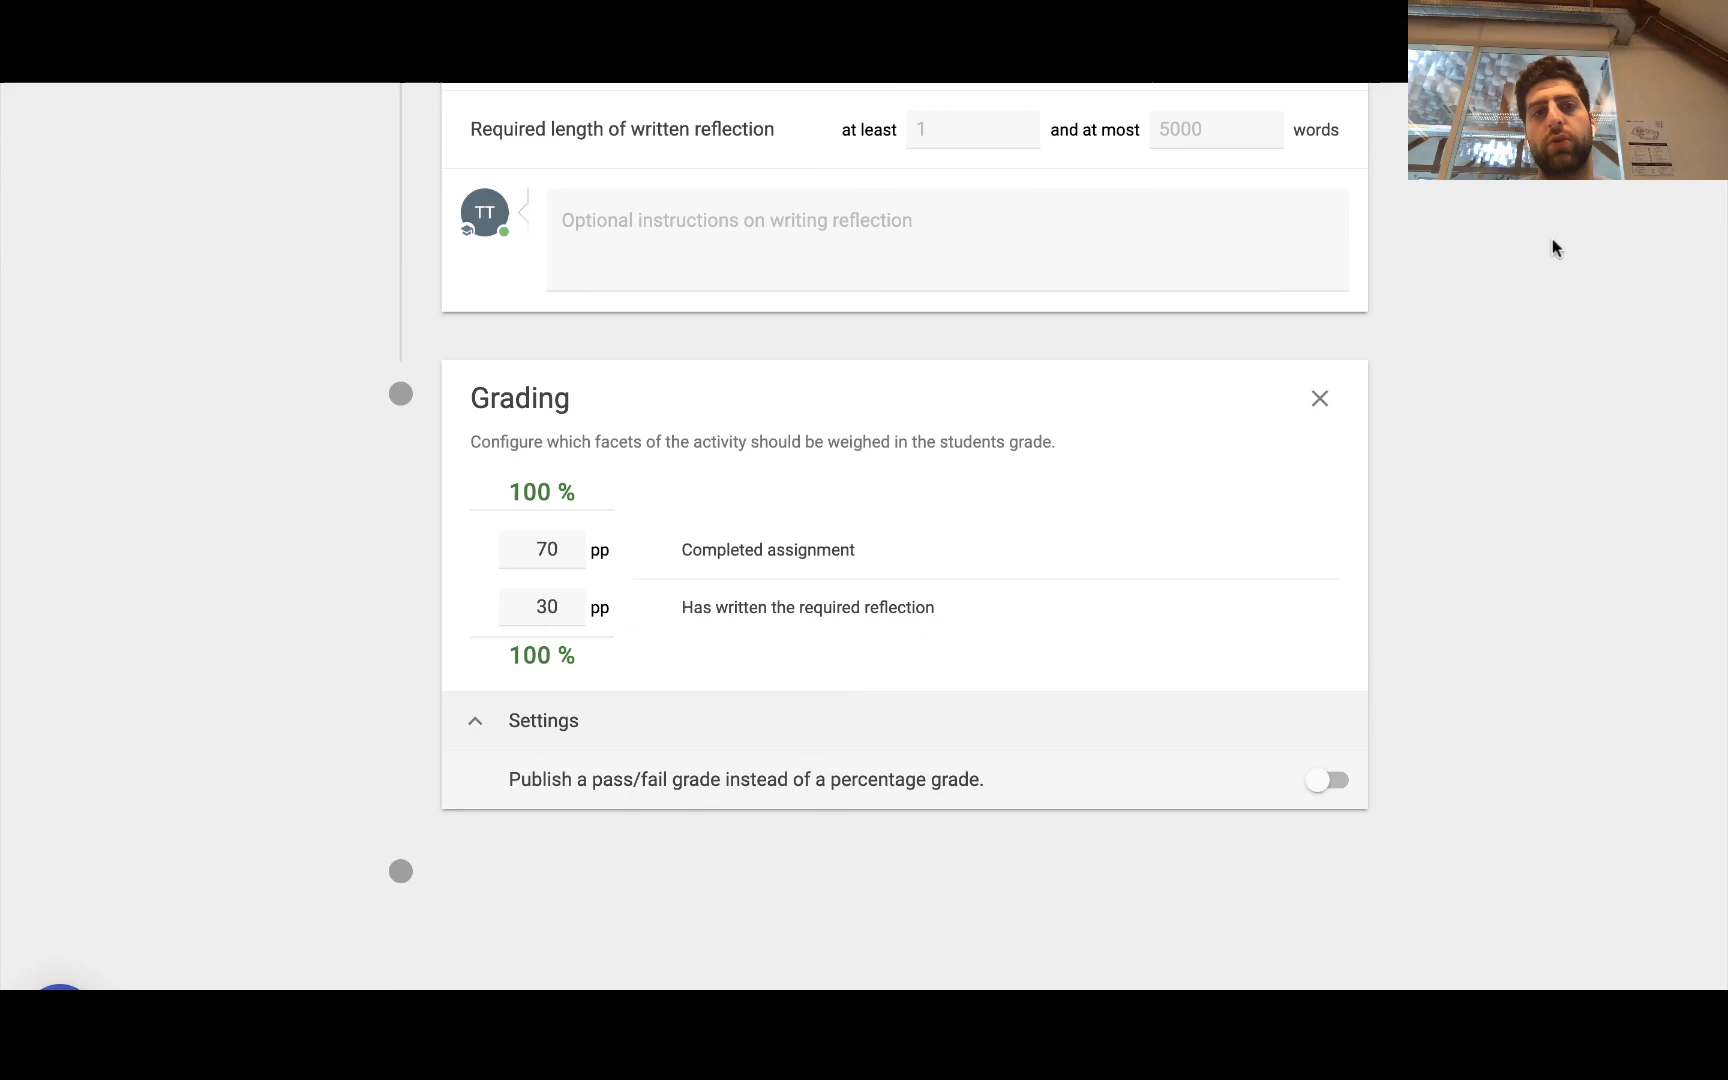 Required length of written reflection at least 1 and at most 5000 words
TT
Optional instructions on writing reflection
Grading
Configure which facets of the activity should be weighed in the students grade.
100 %
70 pp Completed assignment
30 pp Has written the required reflection
100 %
Settings
Publish a pass/fail grade instead of a percentage grade.